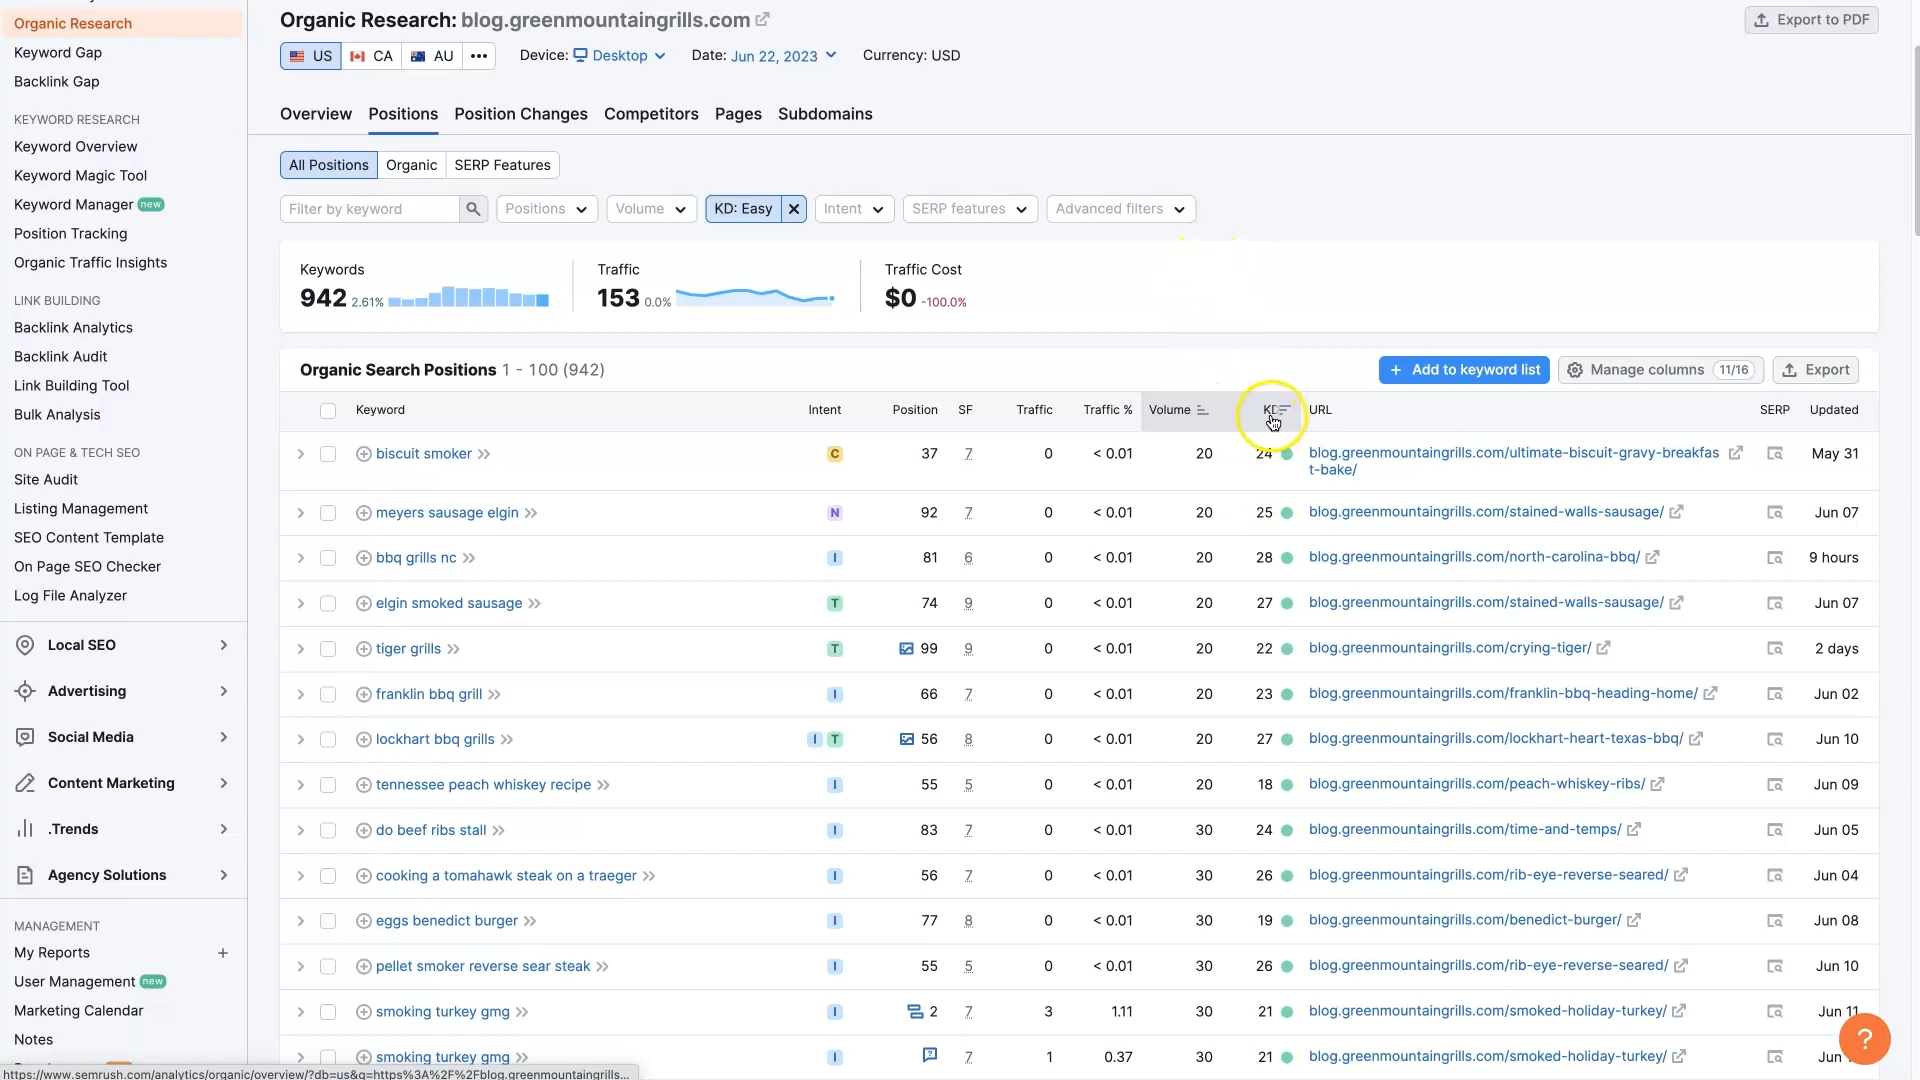 Organic Research
Keyword Gap
Backlink Gap
KEYWORD RESEARCH
Keyword Overview
Keyword Magic Tool
Keyword Manager new
Position Tracking
Organic Traffic Insights
LINK BUILDING
Backlink Analytics
Backlink Audit
Link Building Tool
Bulk Analysis
ON PAGE & TECH SEO
Site Audit
Listing Management
SEO Content Template
On Page SEO Checker
Log File Analyzer
Local SEO
Advertising
Social Media
Content Marketing
.Trends
Agency Solutions
MANAGEMENT
My Reports +
User Management new
Marketing Calendar
Notes
https://www.semrush.com/analytics/organic/overview/?db=us&q=https%3A%2F%2Fblog.greenmountaingrills...
Organic Research: blog.greenmountaingrills.com
Export to PDF
US CA AU ••• Device: Desktop Date: Jun 22, 2023 Currency: USD
Overview Positions Position Changes Competitors Pages Subdomains
All Positions Organic SERP Features
Filter by keyword Positions Volume KD: Easy Intent SERP features Advanced filters
Keywords Traffic Traffic Cost
942 2.61% 153 0.0% $0 -100.0%
Organic Search Positions 1 - 100 (942) + Add to keyword list Manage columns 11/16 Export
Keyword Intent Position SF Traffic Traffic % Volume KD URL SERP Updated
biscuit smoker C 37 7 0 < 0.01 20 24 blog.greenmountaingrills.com/ultimate-biscuit-gravy-breakfas May 31
t-bake/
meyers sausage elgin N 92 7 0 < 0.01 20 25 blog.greenmountaingrills.com/stained-walls-sausage/ Jun 07
bbq grills nc I 81 6 0 < 0.01 20 28 blog.greenmountaingrills.com/north-carolina-bbq/ 9 hours
elgin smoked sausage T 74 9 0 < 0.01 20 27 blog.greenmountaingrills.com/stained-walls-sausage/ Jun 07
tiger grills T 99 9 0 < 0.01 20 22 blog.greenmountaingrills.com/crying-tiger/ 2 days
franklin bbq grill I 66 7 0 < 0.01 20 23 blog.greenmountaingrills.com/franklin-bbq-heading-home/ Jun 02
lockhart bbq grills I T 56 8 0 < 0.01 20 27 blog.greenmountaingrills.com/lockhart-heart-texas-bbq/ Jun 10
tennessee peach whiskey recipe I 55 5 0 < 0.01 20 18 blog.greenmountaingrills.com/peach-whiskey-ribs/ Jun 09
do beef ribs stall I 83 7 0 < 0.01 30 24 blog.greenmountaingrills.com/time-and-temps/ Jun 05
cooking a tomahawk steak on a traeger I 56 7 0 < 0.01 30 26 blog.greenmountaingrills.com/rib-eye-reverse-seared/ Jun 04
eggs benedict burger I 77 8 0 < 0.01 30 19 blog.greenmountaingrills.com/benedict-burger/ Jun 08
pellet smoker reverse sear steak I 55 5 0 < 0.01 30 26 blog.greenmountaingrills.com/rib-eye-reverse-seared/ Jun 10
smoking turkey gmg I 2 7 3 1.11 30 21 blog.greenmountaingrills.com/smoked-holiday-turkey/ Jun 11
smoking turkey gmg I 7 1 0.37 30 21 blog.greenmountaingrills.com/smoked-holiday-turkey/ Jun
?